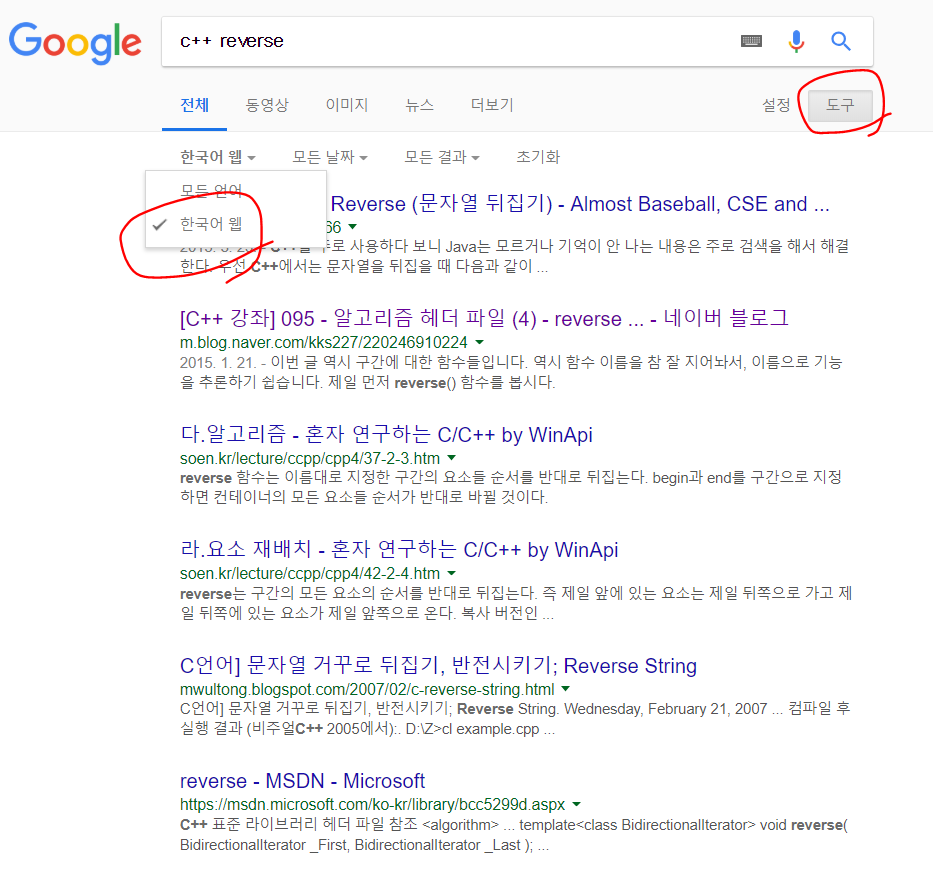 Google
c++ reverse
전체 동영상 이미지 뉴스 더보기 설정 도구
한국어 웹 모든 날짜 모든 결과 초기화
모든 언어
한국어 웹
Reverse (문자열 뒤집기) - Almost Baseball, CSE and ...
66
2015. 3. 23. - C++을 주로 사용하다 보니 Java는 모르거나 기억이 안 나는 내용은 주로 검색을 해서 해결
한다. 우선 C++에서는 문자열을 뒤집을 때 다음과 같이 ...
[C++ 강좌] 095 - 알고리즘 헤더 파일 (4) - reverse ... - 네이버 블로그
m.blog.naver.com/kks227/220246910224
2015. 1. 21. - 이번 글 역시 구간에 대한 함수들입니다. 역시 함수 이름을 참 잘 지어놔서, 이름으로 기능
을 추론하기 쉽습니다. 제일 먼저 reverse() 함수를 봅시다.
다.알고리즘 - 혼자 연구하는 C/C++ by WinApi
soen.kr/lecture/ccpp/cpp4/37-2-3.htm
reverse 함수는 이름대로 지정한 구간의 요소들 순서를 반대로 뒤집는다. begin과 end를 구간으로 지정
하면 컨테이너의 모든 요소들 순서가 반대로 바뀔 것이다.
라.요소 재배치 - 혼자 연구하는 C/C++ by WinApi
soen.kr/lecture/ccpp/cpp4/42-2-4.htm
reverse는 구간의 모든 요소의 순서를 반대로 뒤집는다. 즉 제일 앞에 있는 요소는 제일 뒤쪽으로 가고 제
일 뒤쪽에 있는 요소가 제일 앞쪽으로 온다. 복사 버전인 ...
C언어] 문자열 거꾸로 뒤집기, 반전시키기; Reverse String
mwultong.blogspot.com/2007/02/c-reverse-string.html
C언어] 문자열 거꾸로 뒤집기, 반전시키기; Reverse String. Wednesday, February 21, 2007 ... 컴파일 후
실행 결과 (비주얼C++ 2005에서):. D:\Z>cl example.cpp ...
reverse - MSDN - Microsoft
https://msdn.microsoft.com/ko-kr/library/bcc5299d.aspx
C++ 표준 라이브러리 헤더 파일 참조 <algorithm> ... template<class BidirectionalIterator> void reverse(
BidirectionalIterator _First, BidirectionalIterator _Last ); ...